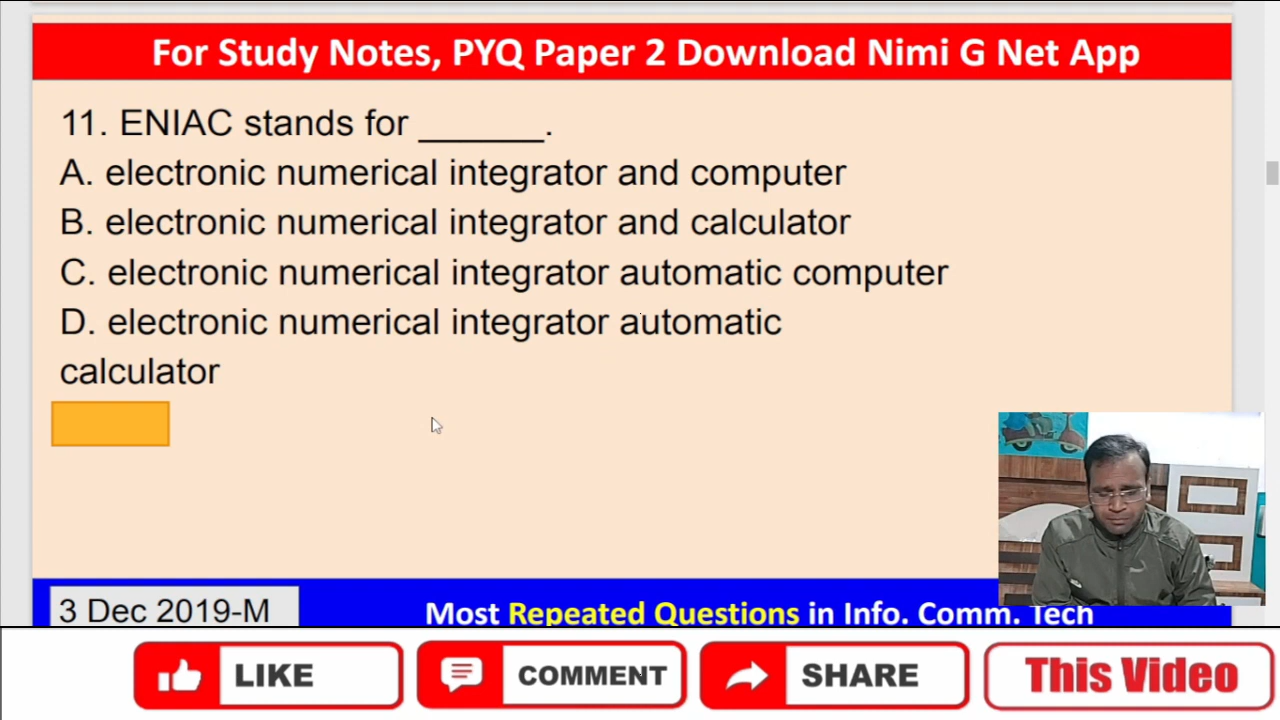 For Study Notes, PYQ Paper 2 Download Nimi G Net App
11. ENIAC stands for ______.
A. electronic numerical integrator and computer
B. electronic numerical integrator and calculator
C. electronic numerical integrator automatic computer
D. electronic numerical integrator automatic
calculator
3 Dec 2019-M
Most Repeated Questions in Info. Comm. Tech
LIKE
COMMENT
SHARE
This Video